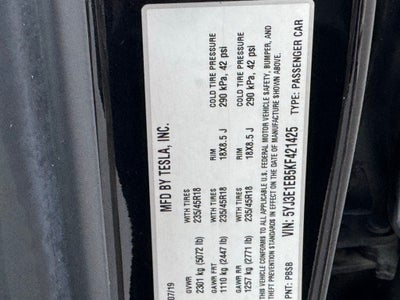 MFD BY TESLA, INC.
07/19
GVWR
2301 kg (5072 lb)
GAWR FRT
1110 kg (2447 lb)
WITH TIRES
235/45R18
RIM
18X8.5 J
COLD TIRE PRESSURE
290 kPa, 42 psi
GAWR RR
1257 kg (2771 lb)
WITH TIRES
235/45R18
RIM
18X8.5 J
COLD TIRE PRESSURE
290 kPa, 42 psi
THIS VEHICLE CONFORMS TO ALL APPLICABLE U.S. FEDERAL MOTOR VEHICLE SAFETY, BUMPER, AND
THEFT PREVENTION STANDARDS IN EFFECT ON THE DATE OF MANUFACTURE SHOWN ABOVE.
PNT: PBSB
VIN: 5YJ3E1EB5KF421425
TYPE: PASSENGER CAR